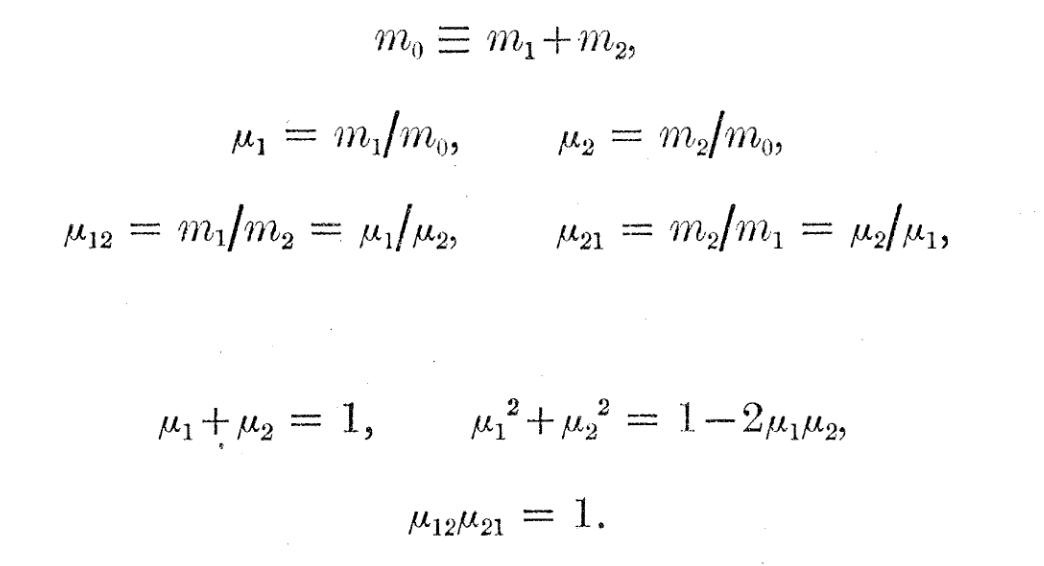 m₀ ≡ m₁+m₂,
μ₁ = m₁/m₀, μ₂ = m₂/m₀,
μ₁₂ = m₁/m₂ = μ₁/μ₂, μ₂₁ = m₂/m₁ = μ₂/μ₁,
μ₁+μ₂ = 1, μ₁²+μ₂² = 1−2μ₁μ₂,
μ₁₂μ₂₁ = 1.